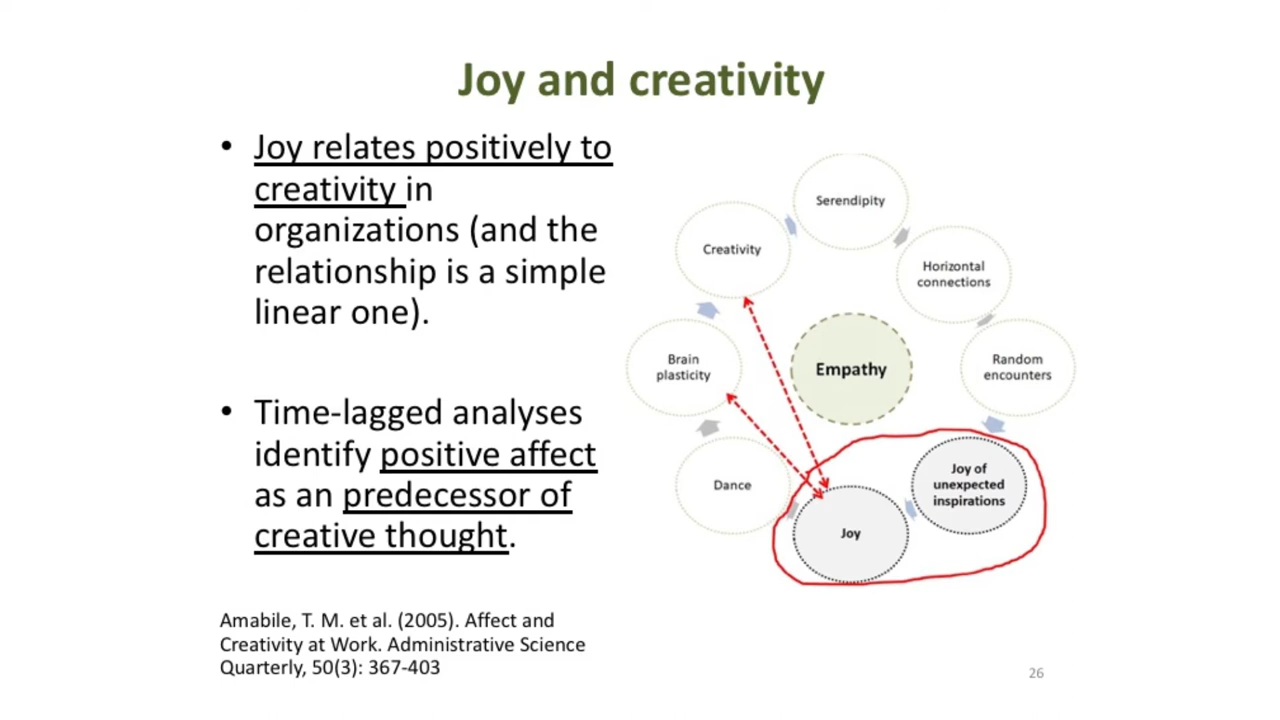 Joy and creativity
• Joy relates positively to
creativity in
organizations (and the
relationship is a simple
linear one).
• Time-lagged analyses
identify positive affect
as an predecessor of
creative thought.
Amabile, T. M. et al. (2005). Affect and
Creativity at Work. Administrative Science
Quarterly, 50(3): 367-403
Serendipity
Creativity
Horizontal
connections
Brain
plasticity
Empathy
Random
encounters
Dance
Joy of
unexpected
inspirations
Joy
26